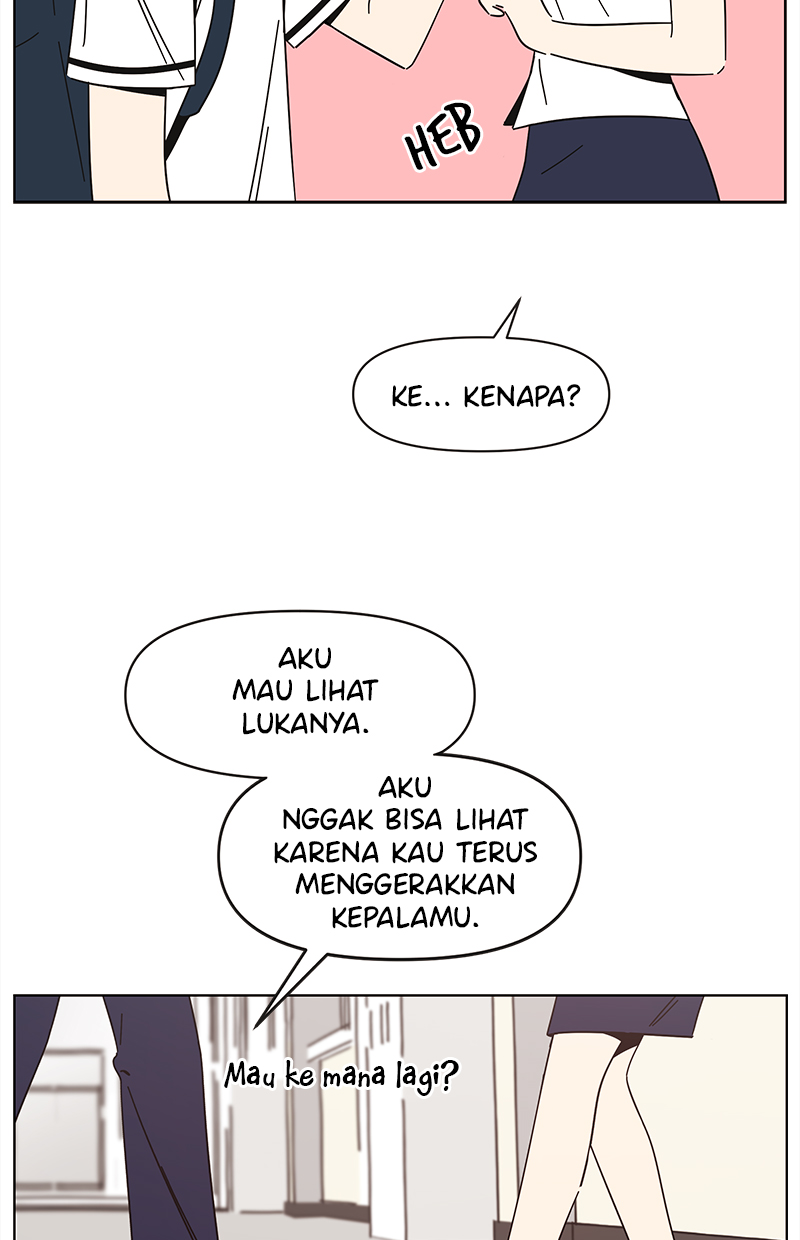 HEB
KE... KENAPA?
AKU
MAU LIHAT
LUKANYA.
AKU
NGGAK BISA LIHAT
KARENA KAU TERUS
MENGGERAKKAN
KEPALAMU.
Mau ke mana lagi?